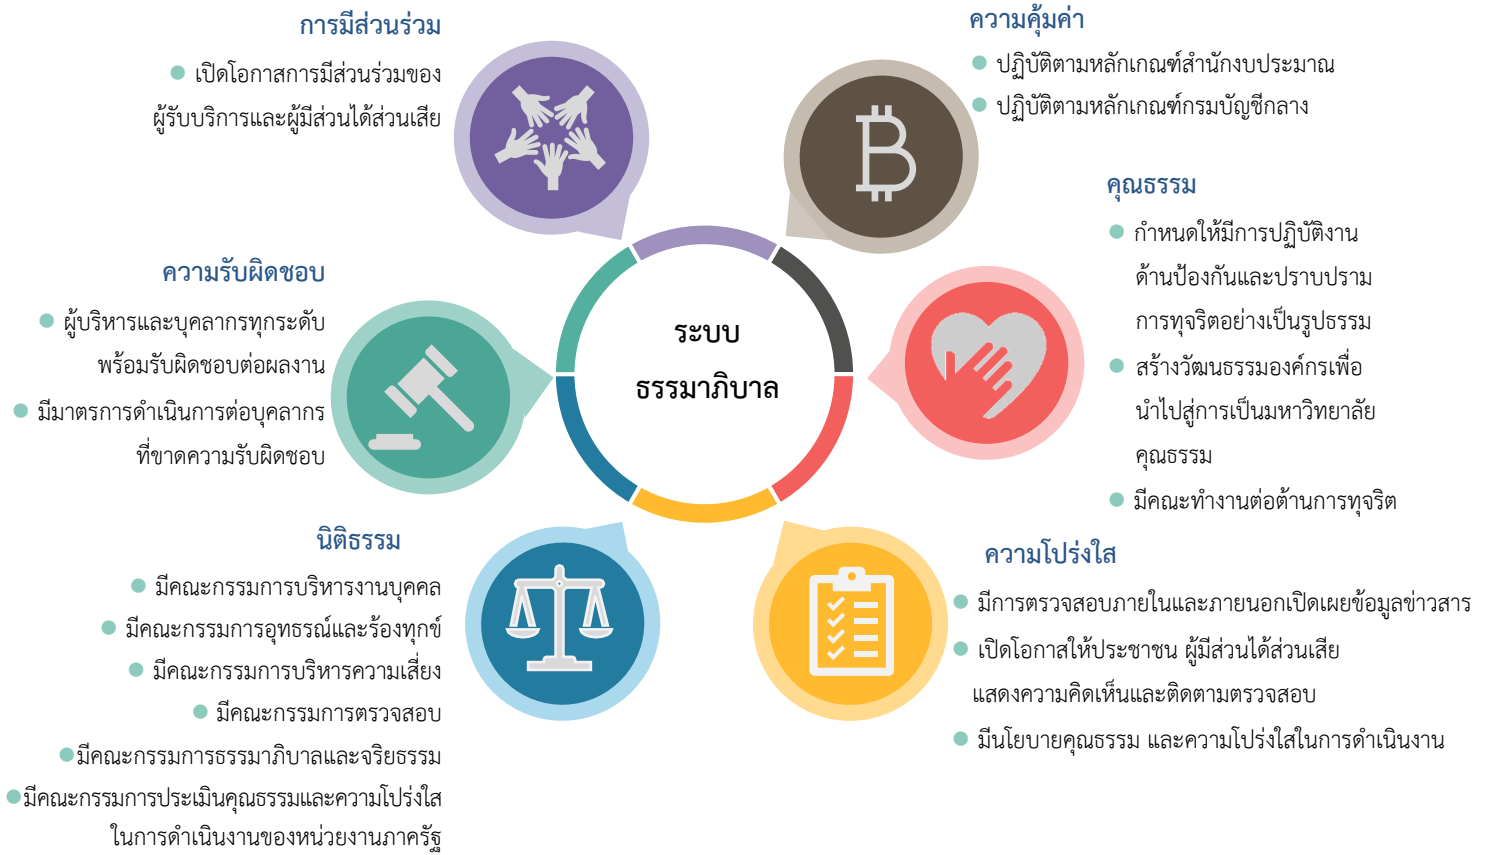 การมีส่วนร่วม
เปิดโอกาสการมีส่วนร่วมของ
ผู้รับบริการและผู้มีส่วนได้ส่วนเสีย
ความคุ้มค่า
ปฏิบัติตามหลักเกณฑ์สำนักงบประมาณ
ปฏิบัติตามหลักเกณฑ์กรมบัญชีกลาง
คุณธรรม
กำหนดให้มีการปฏิบัติงาน
ด้านป้องกันและปราบปราม
การทุจริตอย่างเป็นรูปธรรม
สร้างวัฒนธรรมองค์กรเพื่อ
นำไปสู่การเป็นมหาวิทยาลัย
คุณธรรม
มีคณะทำงานต่อต้านการทุจริต
ความรับผิดชอบ
ผู้บริหารและบุคลากรทุกระดับ
พร้อมรับผิดชอบต่อผลงาน
มีมาตรการดำเนินการต่อบุคลากร
ที่ขาดความรับผิดชอบ
ระบบ
ธรรมาภิบาล
นิติธรรม
มีคณะกรรมการบริหารงานบุคคล
มีคณะกรรมการอุทธรณ์และร้องทุกข์
มีคณะกรรมการบริหารความเสี่ยง
มีคณะกรรมการตรวจสอบ
มีคณะกรรมการธรรมาภิบาลและจริยธรรม
มีคณะกรรมการประเมินคุณธรรมและความโปร่งใส
ในการดำเนินงานของหน่วยงานภาครัฐ
ความโปร่งใส
มีการตรวจสอบภายในและภายนอกเปิดเผยข้อมูลข่าวสาร
เปิดโอกาสให้ประชาชน ผู้มีส่วนได้ส่วนเสีย
แสดงความคิดเห็นและติดตามตรวจสอบ
มีนโยบายคุณธรรม และความโปร่งใสในการดำเนินงาน